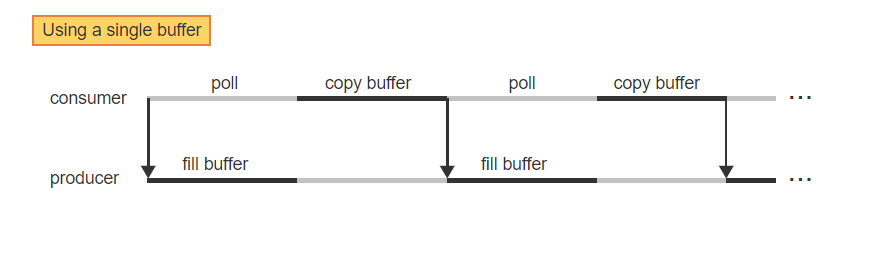 Using a single buffer
poll copy buffer poll copy buffer
consumer ...
fill buffer fill buffer
producer ...